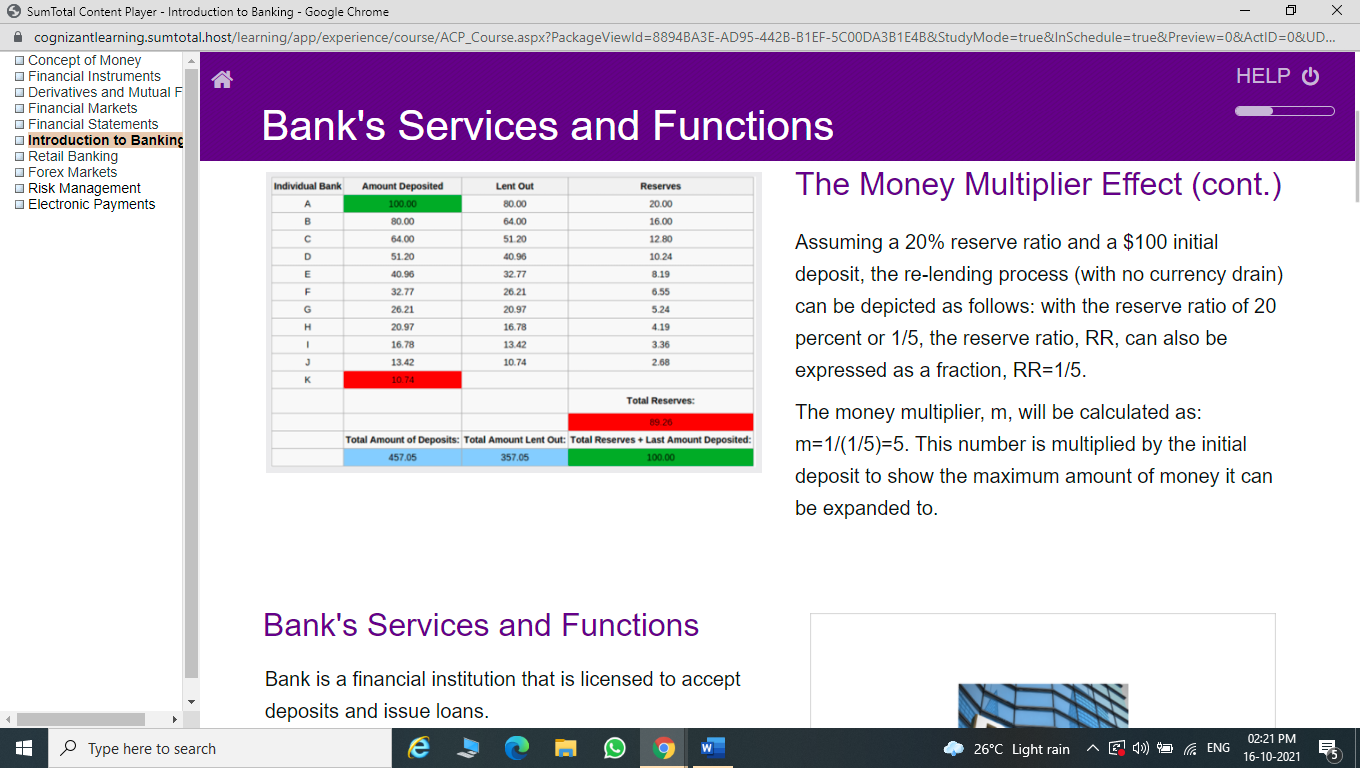 SumTotal Content Player - Introduction to Banking - Google Chrome
cognizantlearning.sumtotal.host/learning/app/experience/course/ACP_Course.aspx?PackageViewId=8894BA3E-AD95-442B-B1EF-5C00DA3B1E4B&StudyMode=true&InSchedule=true&Preview=0&ActID=0&UD...
Concept of Money
Financial Instruments
Derivatives and Mutual F
Financial Markets
Financial Statements
Introduction to Banking
Retail Banking
Forex Markets
Risk Management
Electronic Payments
HELP
Bank's Services and Functions
Individual Bank Amount Deposited Lent Out Reserves
A 100.00 80.00 20.00
B 80.00 64.00 16.00
C 64.00 51.20 12.80
D 51.20 40.96 10.24
E 40.96 32.77 8.19
F 32.77 26.21 6.55
G 26.21 20.97 5.24
H 20.97 16.78 4.19
I 16.78 13.42 3.36
J 13.42 10.74 2.68
K 10.74
Total Reserves:
89.26
Total Amount of Deposits: Total Amount Lent Out: Total Reserves + Last Amount Deposited:
457.05 357.05 100.00
The Money Multiplier Effect (cont.)
Assuming a 20% reserve ratio and a $100 initial
deposit, the re-lending process (with no currency drain)
can be depicted as follows: with the reserve ratio of 20
percent or 1/5, the reserve ratio, RR, can also be
expressed as a fraction, RR=1/5.
The money multiplier, m, will be calculated as:
m=1/(1/5)=5. This number is multiplied by the initial
deposit to show the maximum amount of money it can
be expanded to.
Bank's Services and Functions
Bank is a financial institution that is licensed to accept
deposits and issue loans.
Type here to search
26°C Light rain
ENG
02:21 PM
16-10-2021
5